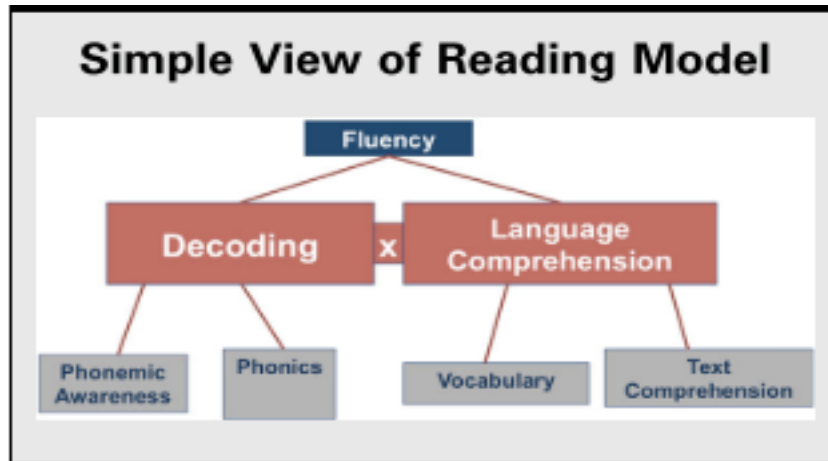 Simple View of Reading Model
Fluency
Decoding
x
Language
Comprehension
Phonemic
Awareness
Phonics
Vocabulary
Text
Comprehension